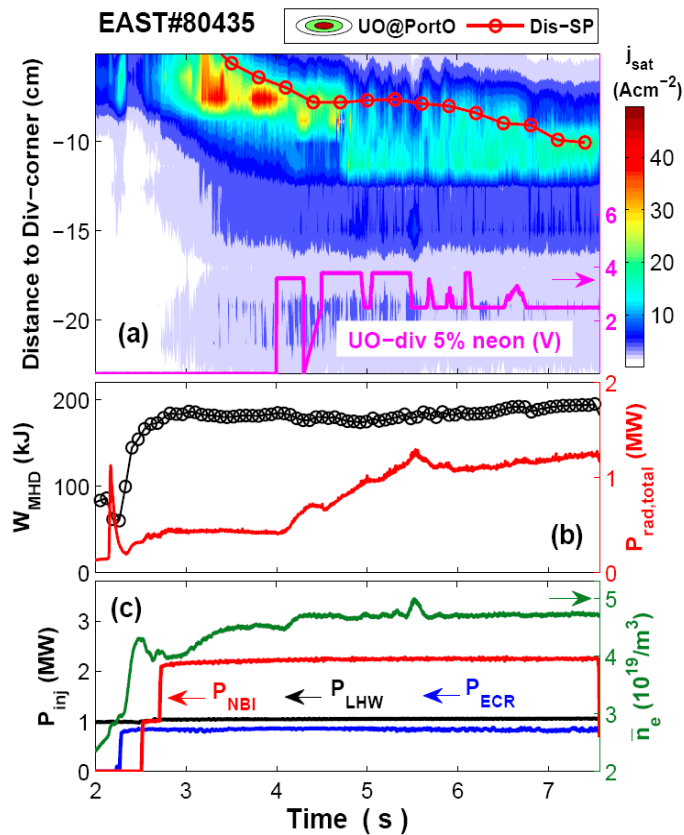 EAST#80435
UO@PortO
Dis-SP
j_sat
(Acm⁻²)
Distance to Div-corner (cm)
−10
−15
−20
(a)
UO−div 5% neon (V)
6
4
2
40
30
20
10
0
W_MHD (kJ)
200
100
0
(b)
2
1
0
P_rad,total (MW)
(c)
P_inj (MW)
3
2
1
0
P_NBI
P_LHW
P_ECR
5
4
3
2
n̄_e (10¹⁹/m³)
2 3 4 5 6 7
Time (s)